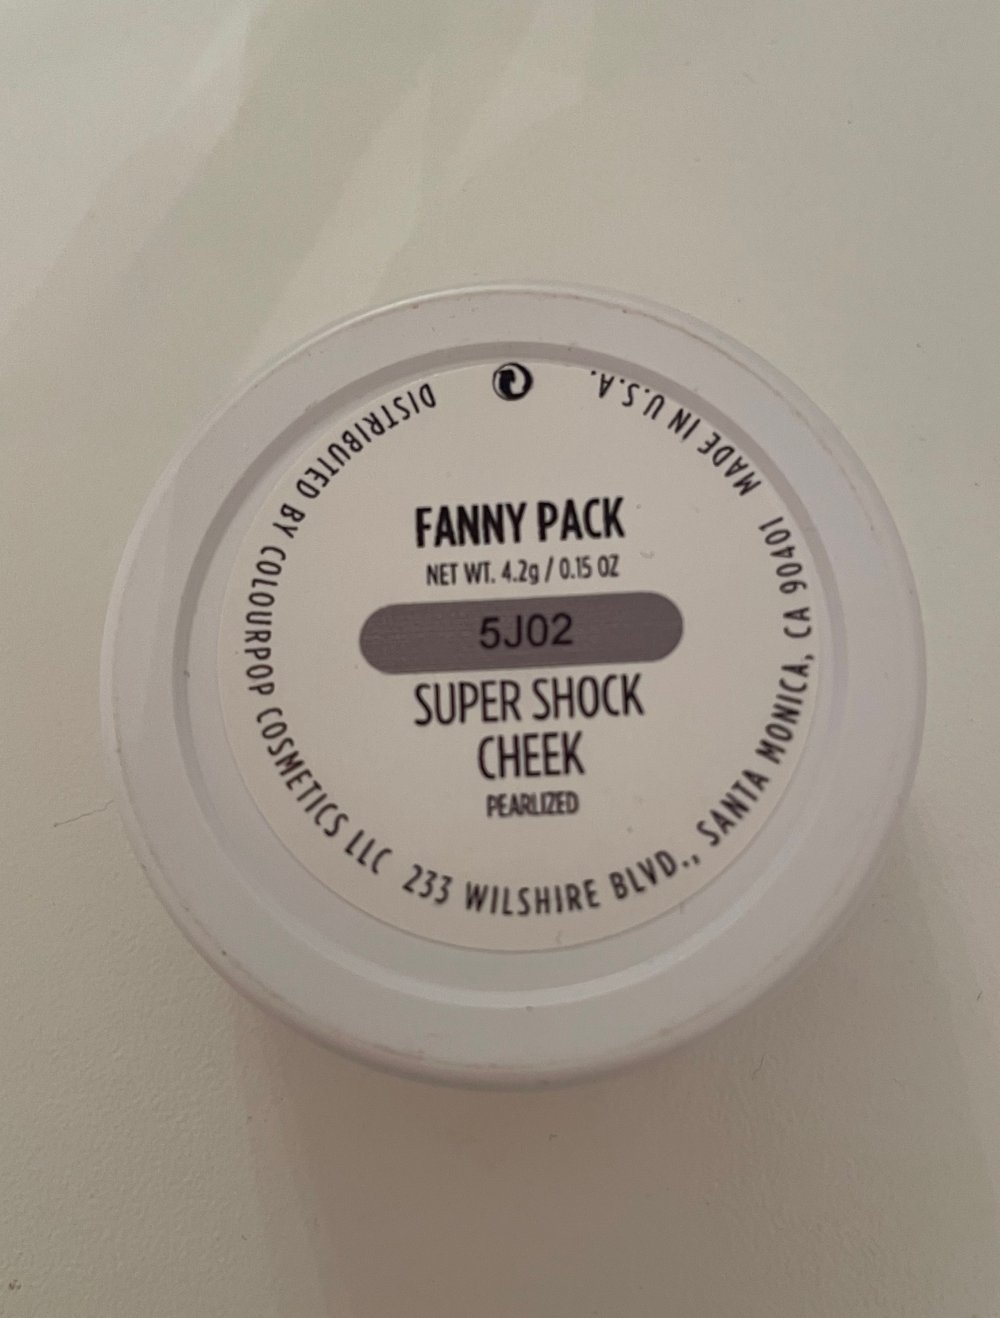 FANNY PACK
NET WT. 4.2g / 0.15 OZ
5J02
SUPER SHOCK
CHEEK
PEARLIZED
DISTRIBUTED BY COLOURPOP COSMETICS LLC 233 WILSHIRE BLVD., SANTA MONICA, CA 90401 MADE IN U.S.A.